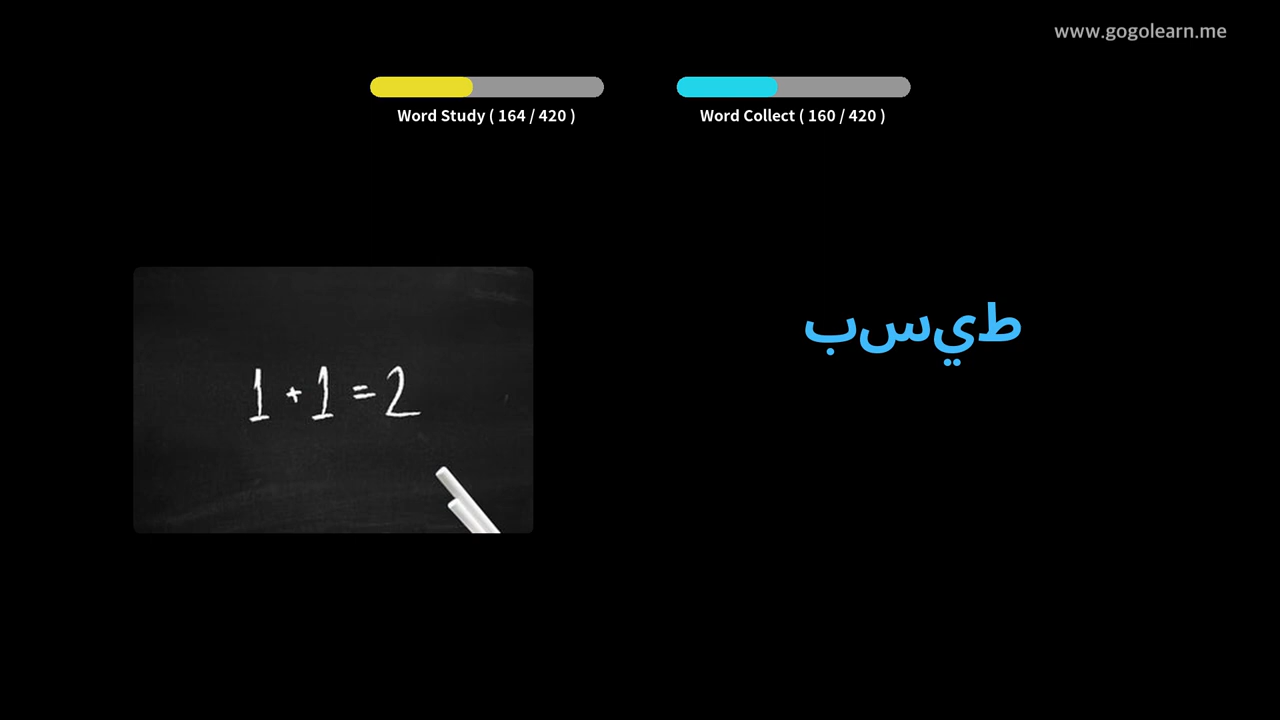 www.gogolearn.me
Word Study ( 164 / 420 )
Word Collect ( 160 / 420 )
بسيط
1 + 1 = 2